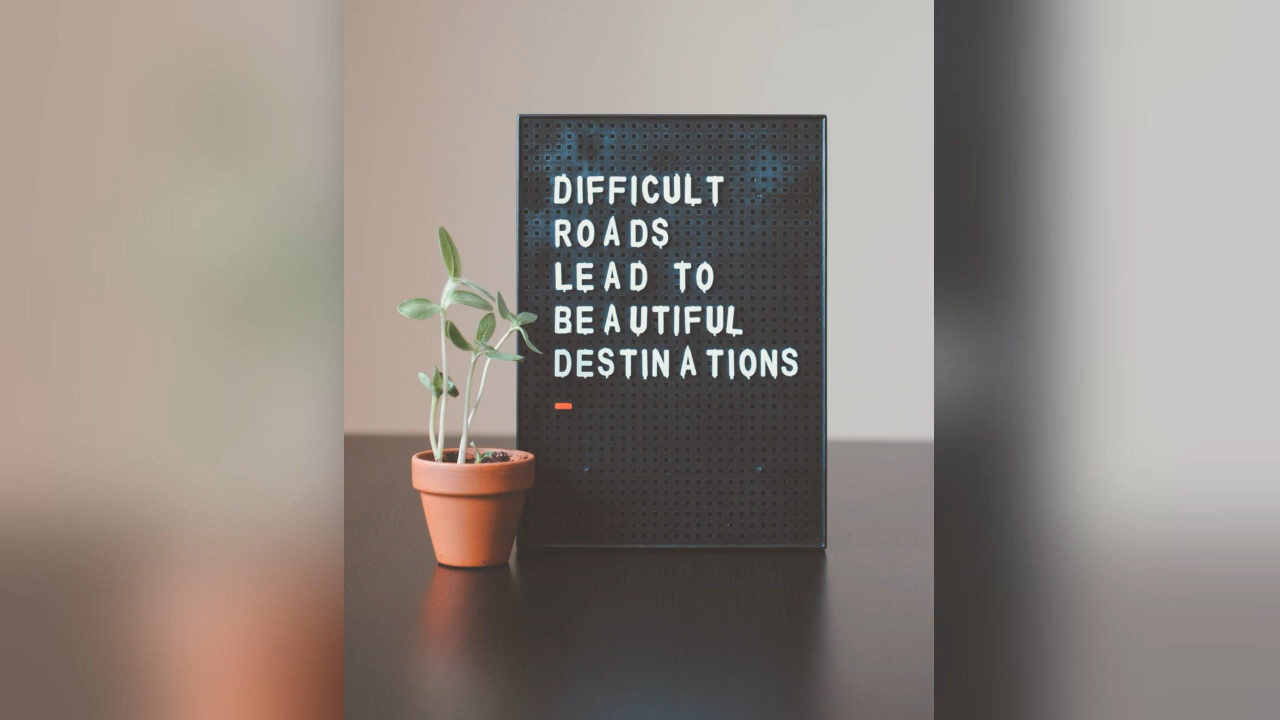 DIFFICULT
ROADS
LEAD TO
BEAUTIFUL
DESTINATIONS